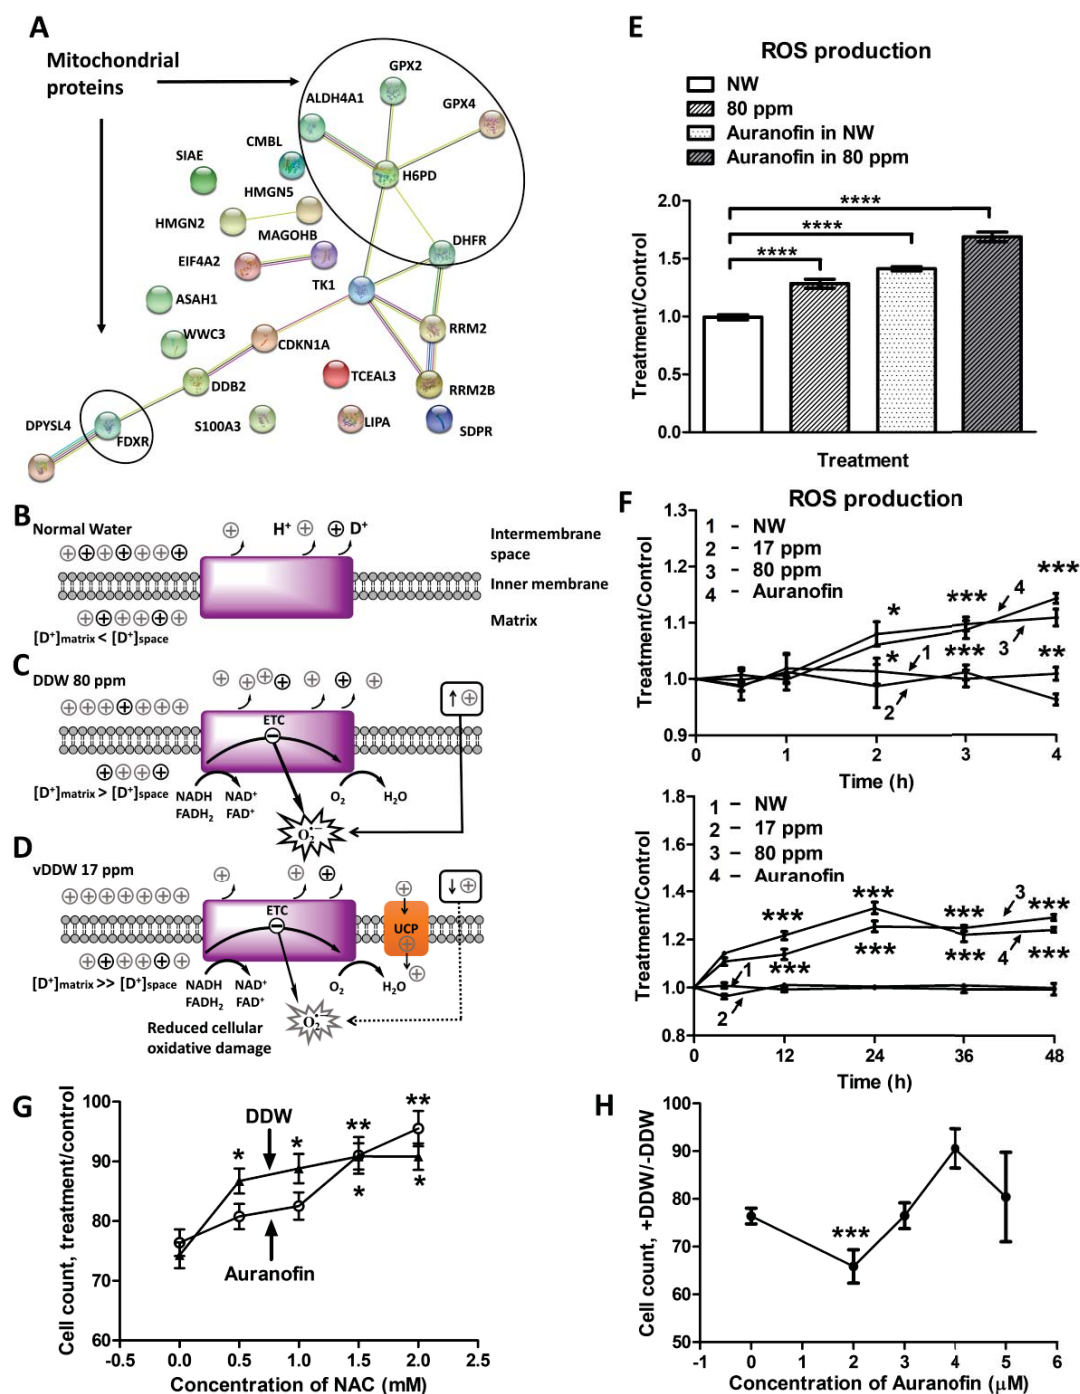 A
Mitochondrial
proteins
GPX2
ALDH4A1
GPX4
CMBL
SIAE
H6PD
HMGN5
HMGN2
MAGOHB
DHFR
EIF4A2
TK1
ASAH1
RRM2
WWC3
CDKN1A
DDB2
TCEAL3
RRM2B
DPYSL4
FDXR
S100A3
LIPA
SDPR
B
Normal Water
H⁺
D⁺
Intermembrane
space
Inner membrane
Matrix
[D⁺]matrix < [D⁺]space
C
DDW 80 ppm
ETC
↑
[D⁺]matrix > [D⁺]space
NADH
FADH₂
NAD⁺
FAD⁺
O₂
H₂O
O₂•−
D
vDDW 17 ppm
ETC
UCP
↓
[D⁺]matrix >> [D⁺]space
NADH
FADH₂
NAD⁺
FAD⁺
O₂
H₂O
Reduced cellular
oxidative damage
O₂•−
E
ROS production
NW
80 ppm
Auranofin in NW
Auranofin in 80 ppm
Treatment/Control
2.0
1.5
1.0
0.5
0.0
****
****
****
Treatment
F
ROS production
1 – NW
2 – 17 ppm
3 – 80 ppm
4 – Auranofin
Treatment/Control
1.3
1.2
1.1
1.0
0.9
* *** ***
* *** **
4
3
1
2
0 1 2 3 4
Time (h)
1 – NW
2 – 17 ppm
3 – 80 ppm
4 – Auranofin
Treatment/Control
1.8
1.6
1.4
1.2
1.0
0.8
*** *** *** ***
*** *** *** ***
3
4
1
2
0 12 24 36 48
Time (h)
G
Cell count, treatment/control
100
90
80
70
60
DDW
Auranofin
* * ** **
* *
-0.5 0.0 0.5 1.0 1.5 2.0 2.5
Concentration of NAC (mM)
H
Cell count, +DDW/-DDW
100
90
80
70
60
50
***
-1 0 1 2 3 4 5 6
Concentration of Auranofin (µM)